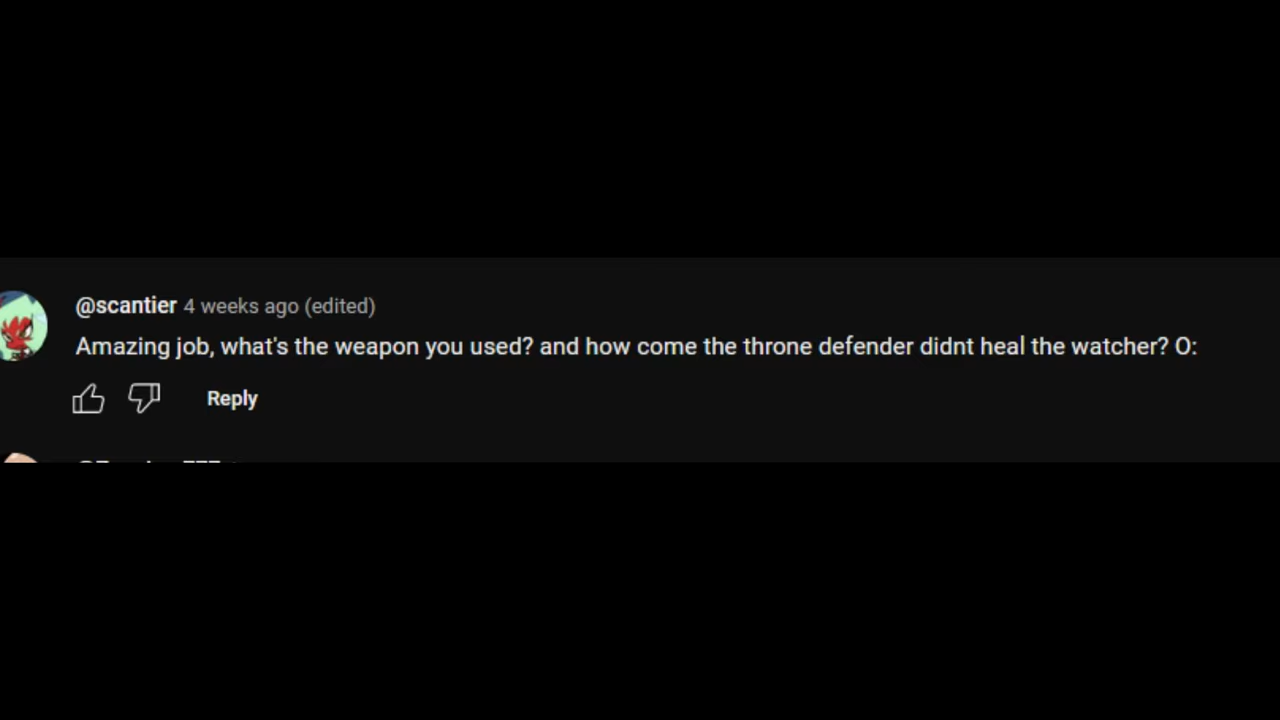 @scantier 4 weeks ago (edited)
Amazing job, what's the weapon you used? and how come the throne defender didnt heal the watcher? O:
Reply